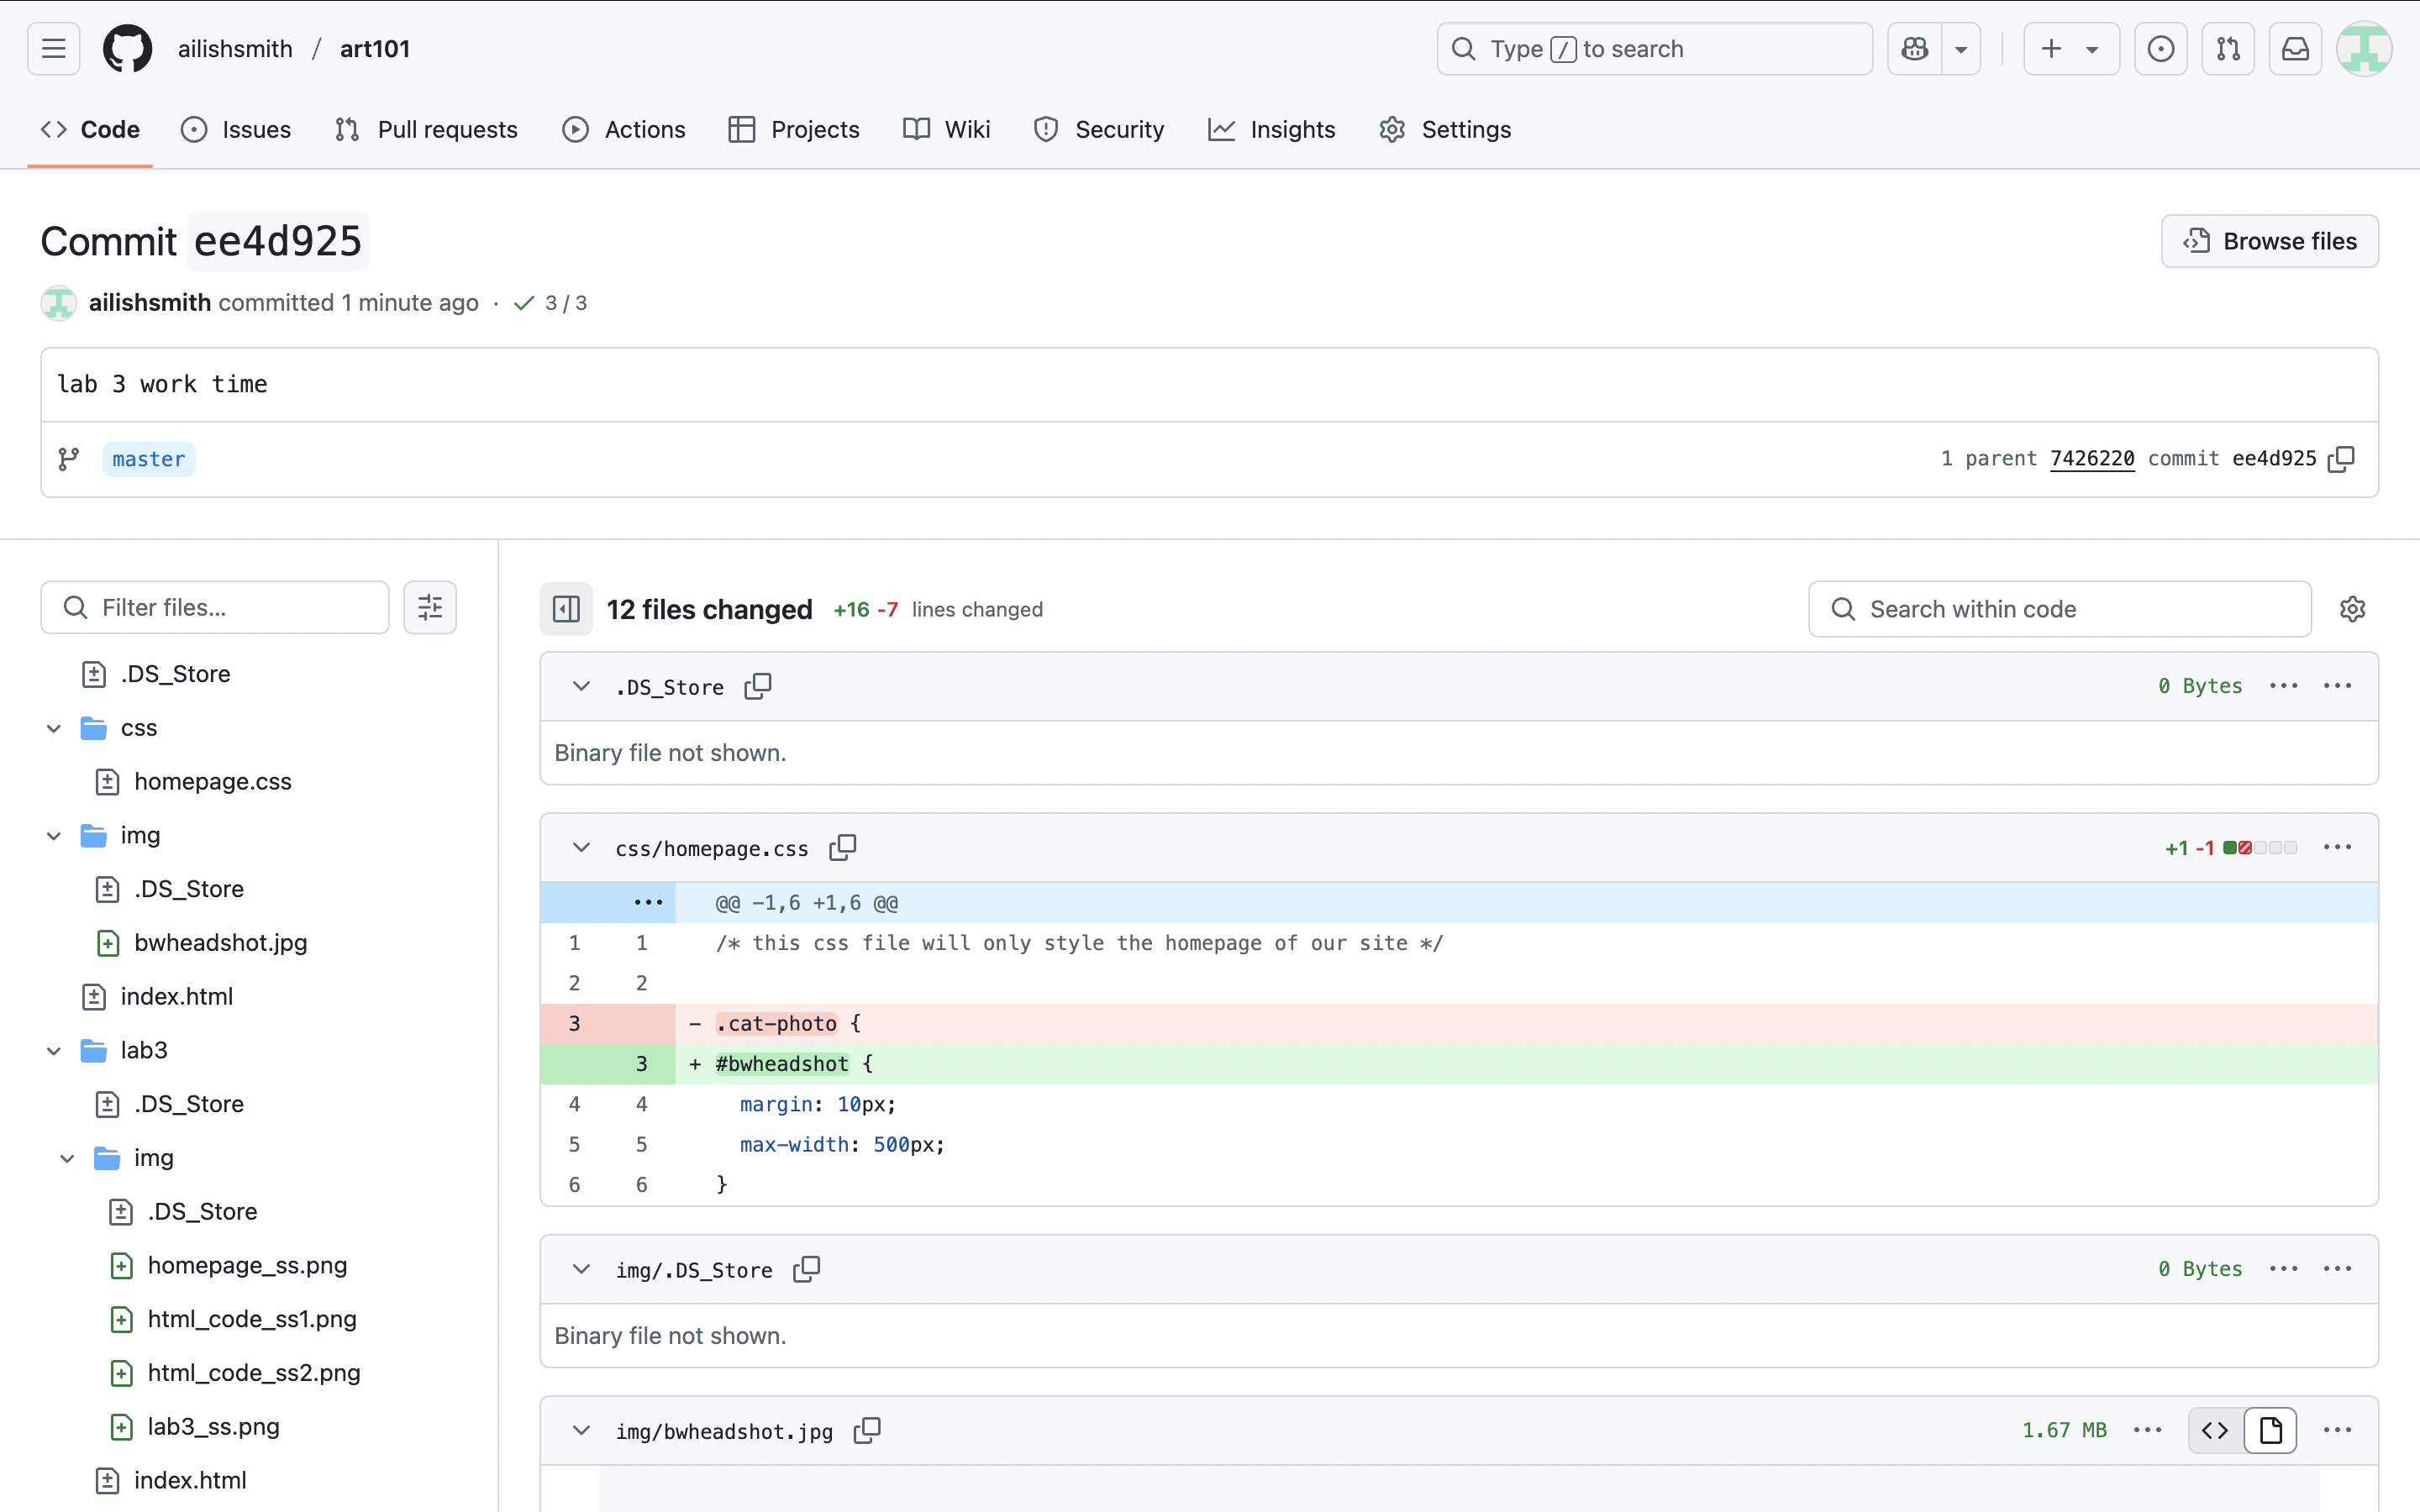 ailishsmith / art101
Type / to search
Code Issues Pull requests Actions Projects Wiki Security Insights Settings
Commit ee4d925
Browse files
ailishsmith committed 1 minute ago · 3 / 3
lab 3 work time
master
1 parent 7426220 commit ee4d925
Filter files...
.DS_Store
css
homepage.css
img
.DS_Store
bwheadshot.jpg
index.html
lab3
.DS_Store
img
.DS_Store
homepage_ss.png
html_code_ss1.png
html_code_ss2.png
lab3_ss.png
index.html
12 files changed +16 -7 lines changed
Search within code
.DS_Store 0 Bytes
Binary file not shown.
css/homepage.css +1 -1
@@ -1,6 +1,6 @@
1 1 /* this css file will only style the homepage of our site */
2 2
3 - .cat-photo {
3 + #bwheadshot {
4 4 margin: 10px;
5 5 max-width: 500px;
6 6 }
img/.DS_Store 0 Bytes
Binary file not shown.
img/bwheadshot.jpg 1.67 MB